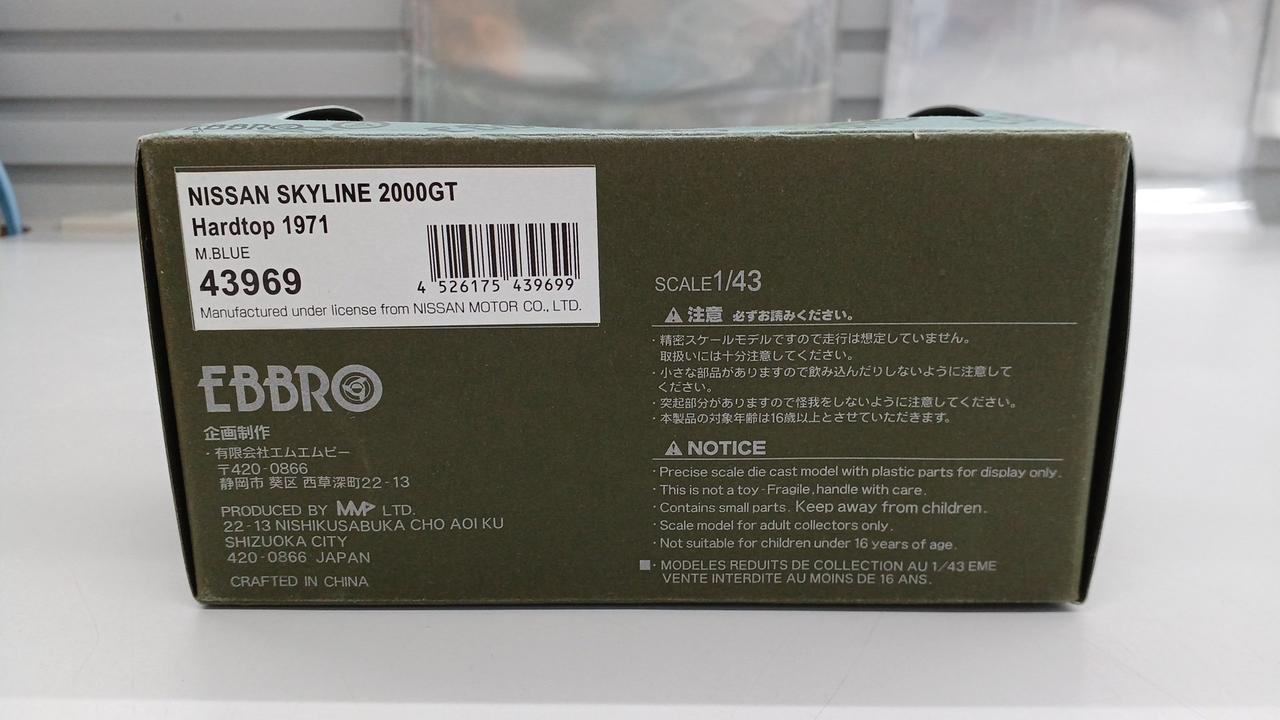 EBBRO
NISSAN SKYLINE 2000GT
Hardtop 1971
M.BLUE
43969
4 526175 439699
Manufactured under license from NISSAN MOTOR CO., LTD.
EBBRO
企画制作
・有限会社エムエムピー
〒420-0866
静岡市 葵区 西草深町22-13
PRODUCED BY MMP LTD.
22-13 NISHIKUSABUKA CHO AOI KU
SHIZUOKA CITY
420-0866 JAPAN
CRAFTED IN CHINA
SCALE1/43
注意 必ずお読みください。
・精密スケールモデルですので走行は想定していません。
取扱いには十分注意してください。
・小さな部品がありますので飲み込んだりしないように注意して
ください。
・突起部分がありますので怪我をしないように注意してください。
・本製品の対象年齢は16歳以上とさせていただきます。
NOTICE
・Precise scale die cast model with plastic parts for display only.
・This is not a toy-Fragile, handle with care.
・Contains small parts. Keep away from children.
・Scale model for adult collectors only.
・Not suitable for children under 16 years of age.
■・MODELES REDUITS DE COLLECTION AU 1/43 EME
VENTE INTERDITE AU MOINS DE 16 ANS.